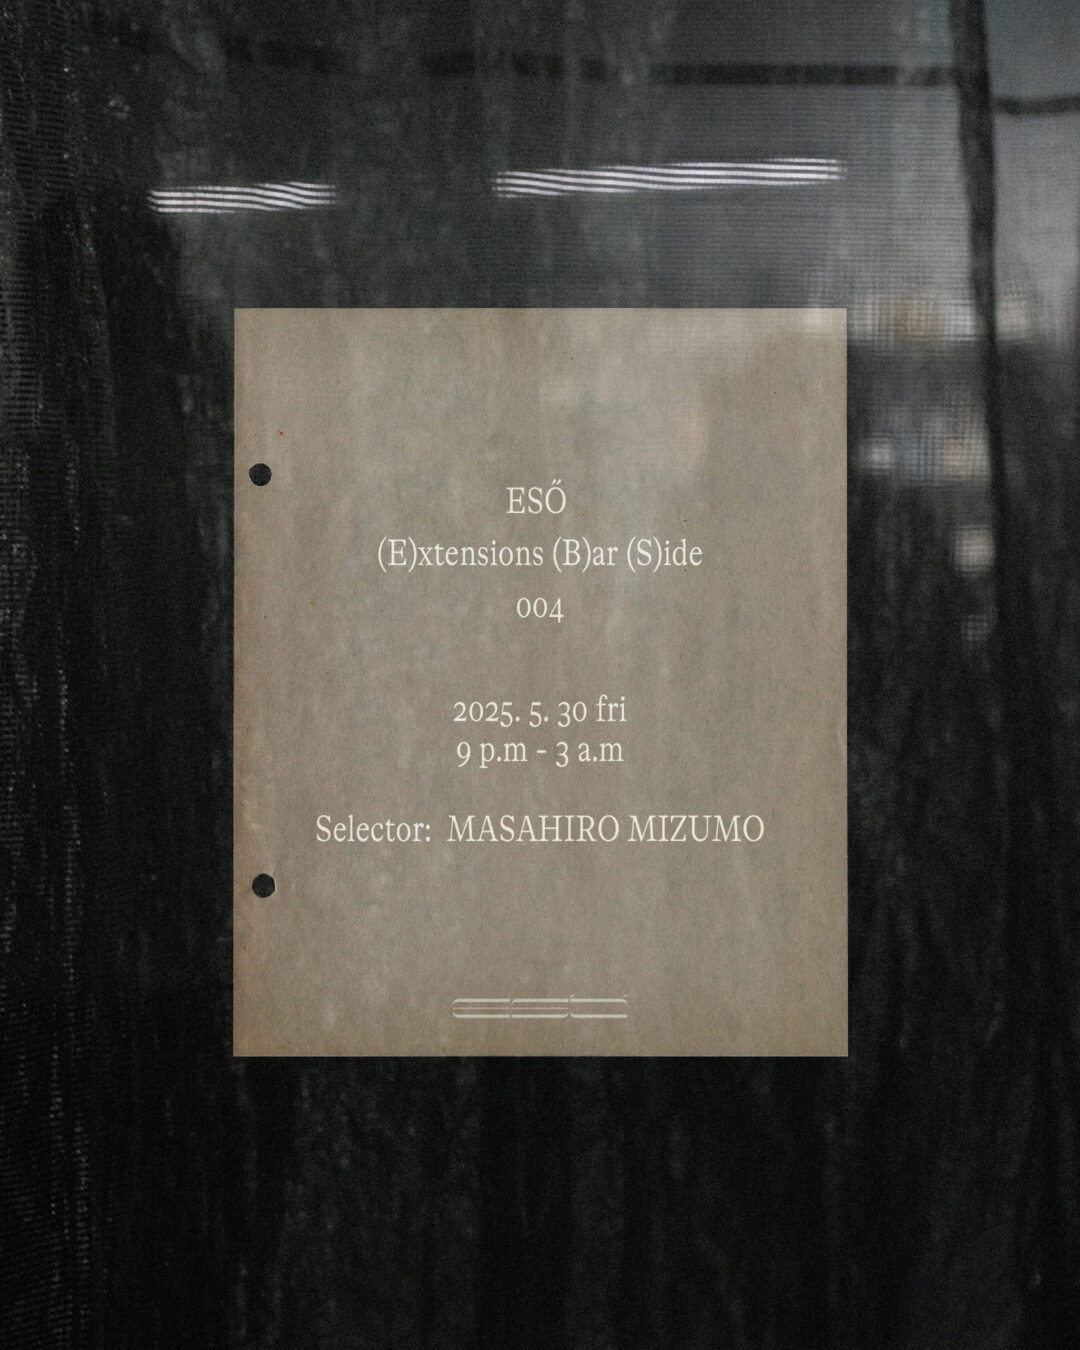 ESŐ
(E)xtensions (B)ar (S)ide
004
2025. 5. 30 fri
9 p.m - 3 a.m
Selector: MASAHIRO MIZUMO